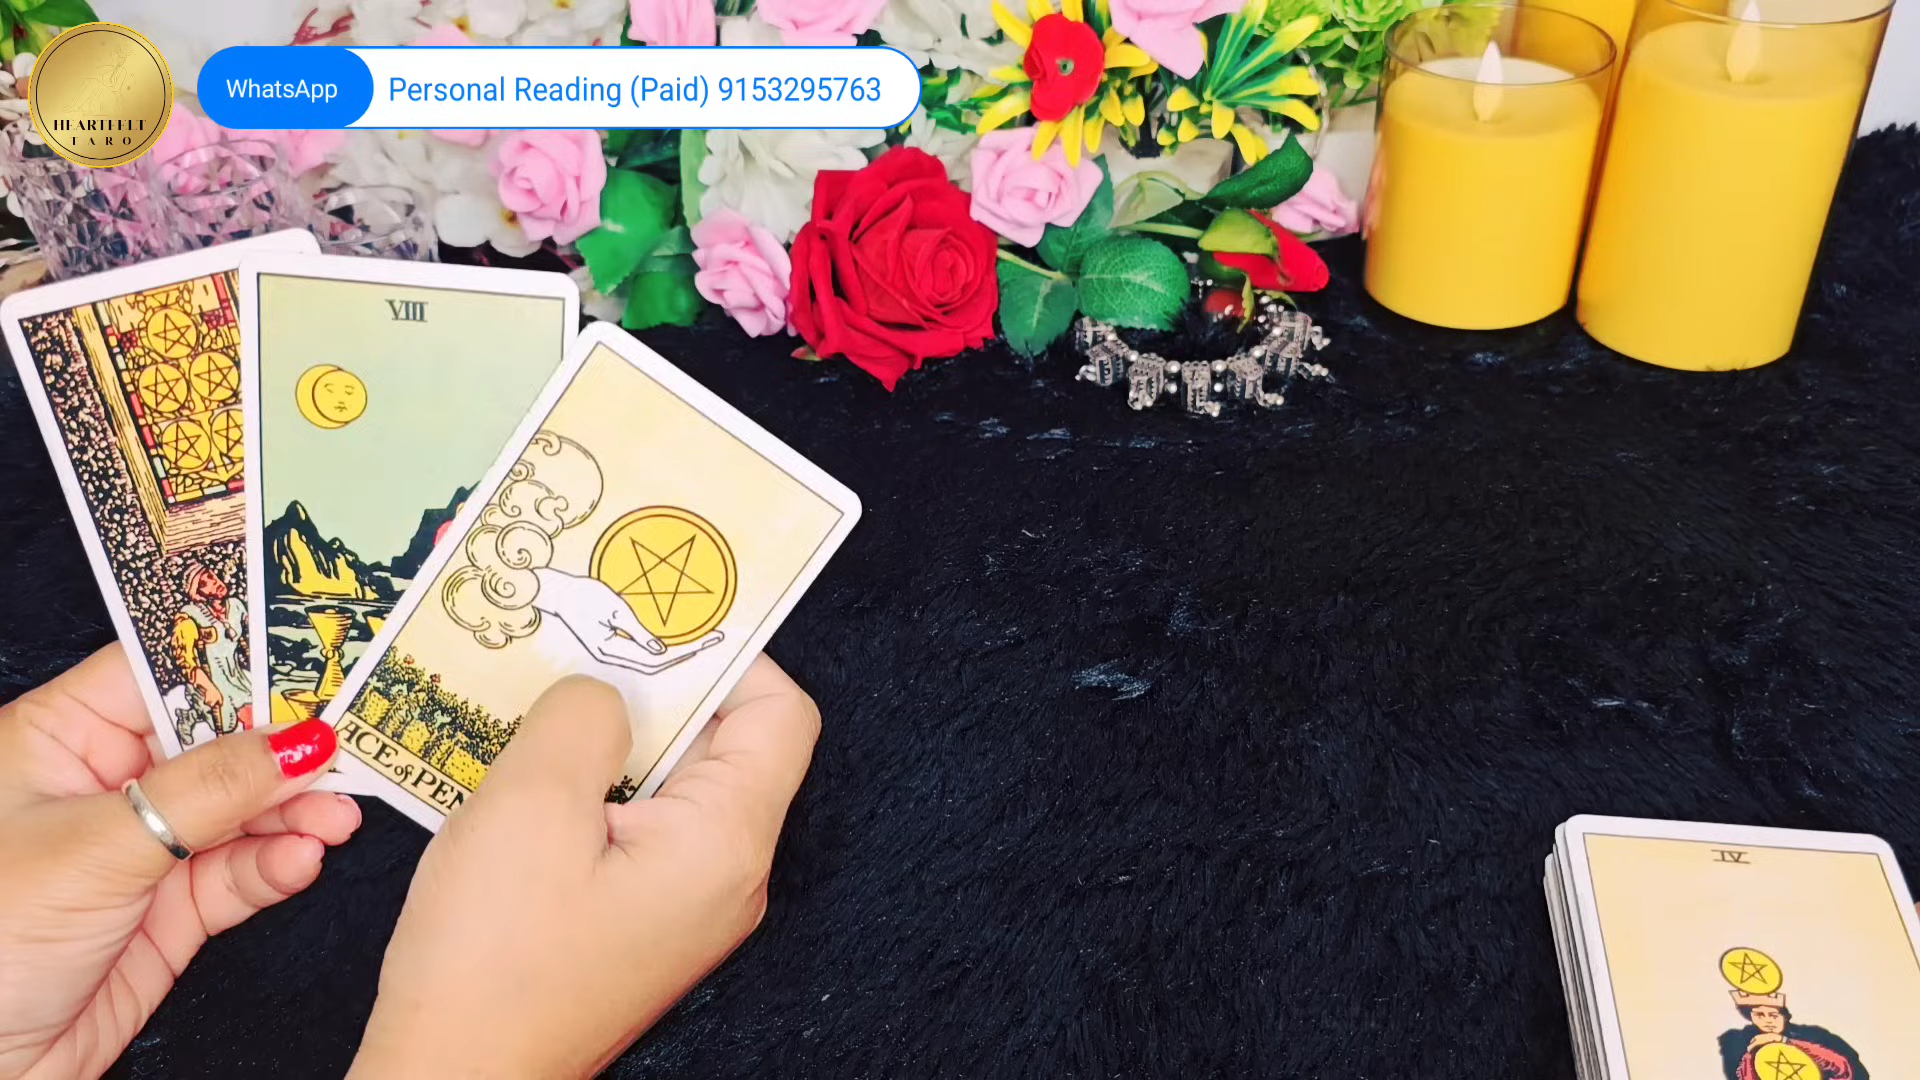 HEARTFELT
TARO
WhatsApp
Personal Reading (Paid) 9153295763
VIII
ACE of PEN
IV